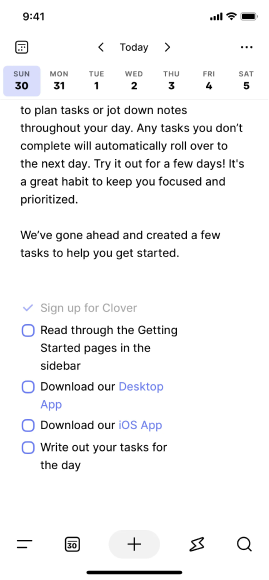 9:41
Today
SUN MON TUE WED THU FRI SAT
30 31 1 2 3 4 5
to plan tasks or jot down notes
throughout your day. Any tasks you don’t
complete will automatically roll over to
the next day. Try it out for a few days! It's
a great habit to keep you focused and
prioritized.
We’ve gone ahead and created a few
tasks to help you get started.
Sign up for Clover
Read through the Getting
Started pages in the
sidebar
Download our Desktop
App
Download our iOS App
Write out your tasks for
the day
30